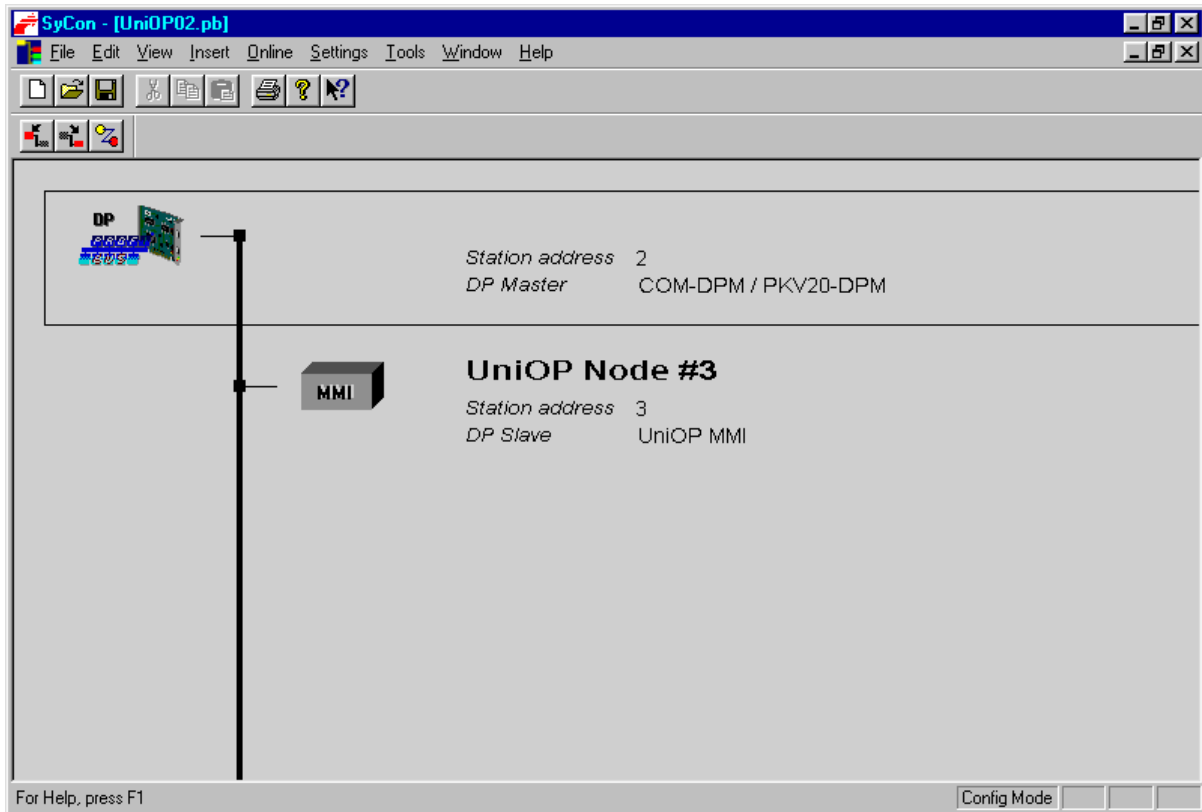 SyCon - [UniOP02.pb]
File Edit View Insert Online Settings Tools Window Help
DP
Station address 2
DP Master COM-DPM / PKV20-DPM
UniOP Node #3
MMI
Station address 3
DP Slave UniOP MMI
For Help, press F1
Config Mode